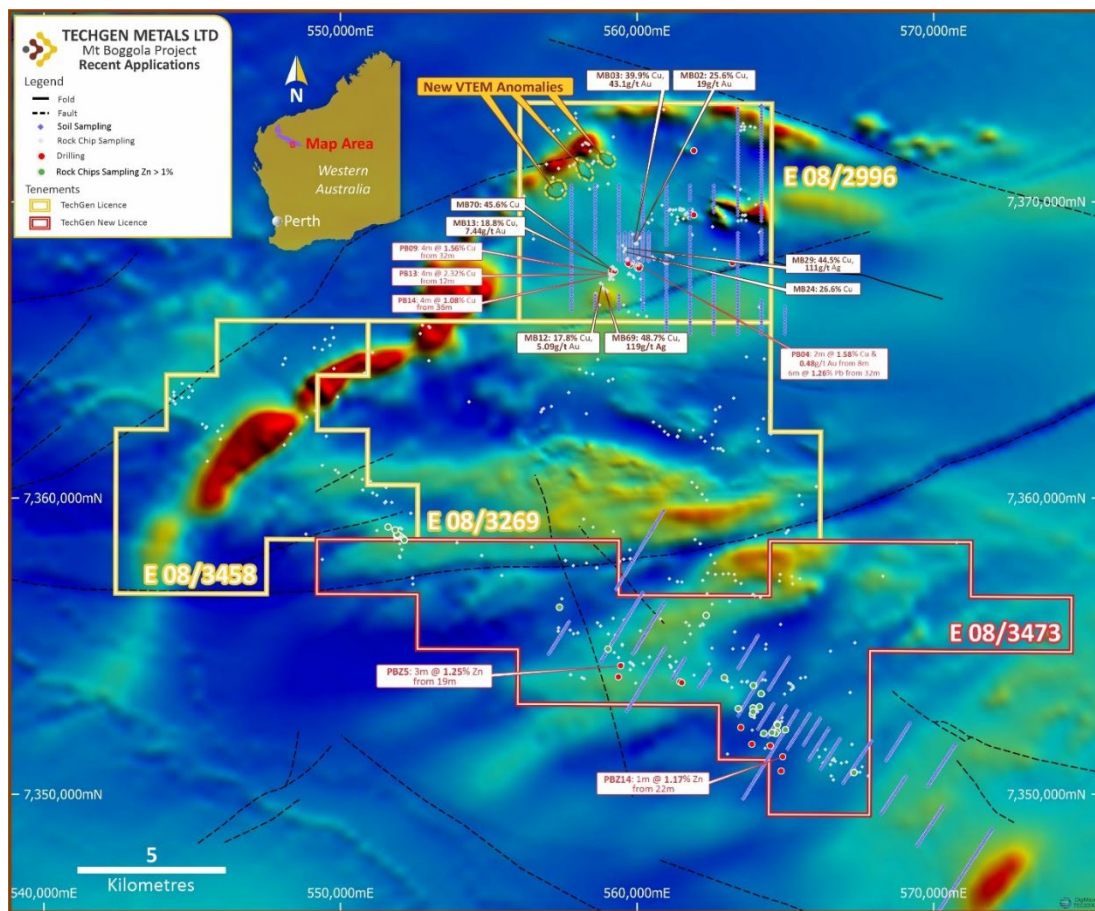 TECHGEN METALS LTD
Mt Boggola Project
Recent Applications
Legend
Fold
Fault
Soil Sampling
Rock Chip Sampling
Drilling
Rock Chips Sampling Zn > 1%
Tenements
TechGen Licence
TechGen New Licence
N
Map Area
Western
Australia
Perth
550,000mE
560,000mE
570,000mE
New VTEM Anomalies
MB03: 39.9% Cu,
43.1g/t Au
MB02: 25.6% Cu,
19g/t Au
E 08/2996
7,370,000mN
MB70: 45.6% Cu
MB13: 18.8% Cu,
7.44g/t Au
PB09: 4m @ 1.56% Cu
from 32m
PB13: 4m @ 2.32% Cu
from 12m
PB14: 4m @ 1.08% Cu
from 36m
MB29: 44.5% Cu,
111g/t Ag
MB24: 26.6% Cu
MB12: 17.8% Cu,
5.09g/t Au
MB69: 48.7% Cu,
119g/t Ag
PB04: 2m @ 1.58% Cu &
0.48g/t Au from 8m
6m @ 1.26% Pb from 32m
7,360,000mN
7,360,000mN
E 08/3269
E 08/3458
E 08/3473
PBZ5: 3m @ 1.25% Zn
from 19m
PBZ14: 1m @ 1.17% Zn
from 22m
7,350,000mN
7,350,000mN
5
Kilometres
540,000mE
550,000mE
560,000mE
570,000mE